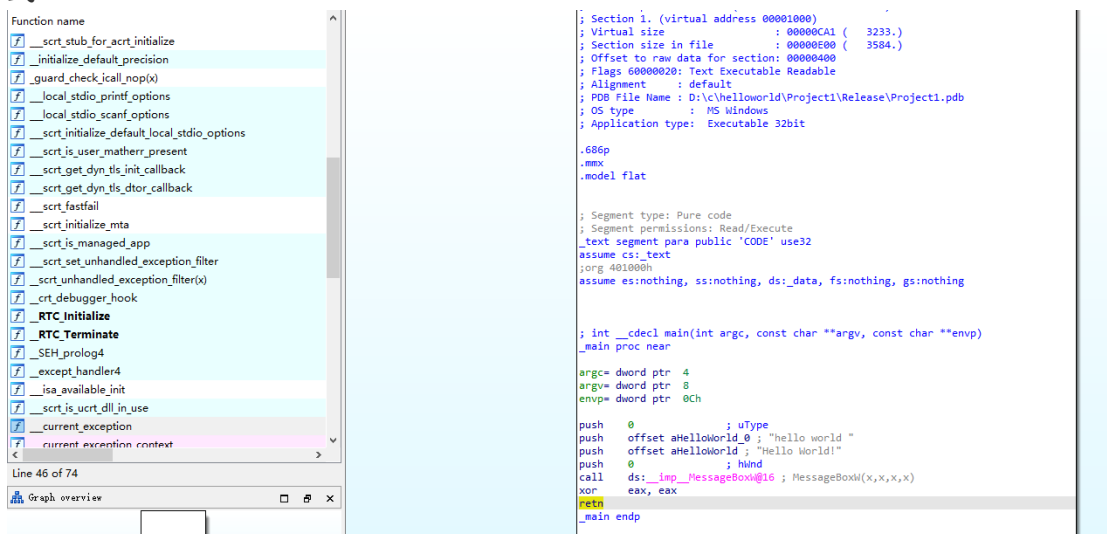 Function name
__scrt_stub_for_acrt_initialize
_initialize_default_precision
_guard_check_icall_nop(x)
__local_stdio_printf_options
__local_stdio_scanf_options
__scrt_initialize_default_local_stdio_options
__scrt_is_user_matherr_present
__scrt_get_dyn_tls_init_callback
__scrt_get_dyn_tls_dtor_callback
__scrt_fastfail
__scrt_initialize_mta
__scrt_is_managed_app
__scrt_set_unhandled_exception_filter
_scrt_unhandled_exception_filter(x)
_crt_debugger_hook
_RTC_Initialize
_RTC_Terminate
_SEH_prolog4
_except_handler4
__isa_available_init
__scrt_is_ucrt_dll_in_use
__current_exception
__current_exception_context
Line 46 of 74
Graph overview
; Section 1. (virtual address 00001000)
; Virtual size : 00000CA1 ( 3233.)
; Section size in file : 00000E00 ( 3584.)
; Offset to raw data for section: 00000400
; Flags 60000020: Text Executable Readable
; Alignment : default
; PDB File Name : D:\c\helloworld\Project1\Release\Project1.pdb
; OS type : MS Windows
; Application type: Executable 32bit
.686p
.mmx
.model flat
; Segment type: Pure code
; Segment permissions: Read/Execute
_text segment para public 'CODE' use32
assume cs:_text
;org 401000h
assume es:nothing, ss:nothing, ds:_data, fs:nothing, gs:nothing
; int __cdecl main(int argc, const char **argv, const char **envp)
_main proc near
argc= dword ptr 4
argv= dword ptr 8
envp= dword ptr 0Ch
push 0 ; uType
push offset aHelloWorld_0 ; "hello world "
push offset aHelloWorld ; "Hello World!"
push 0 ; hWnd
call ds:__imp__MessageBoxW@16 ; MessageBoxW(x,x,x,x)
xor eax, eax
retn
_main endp